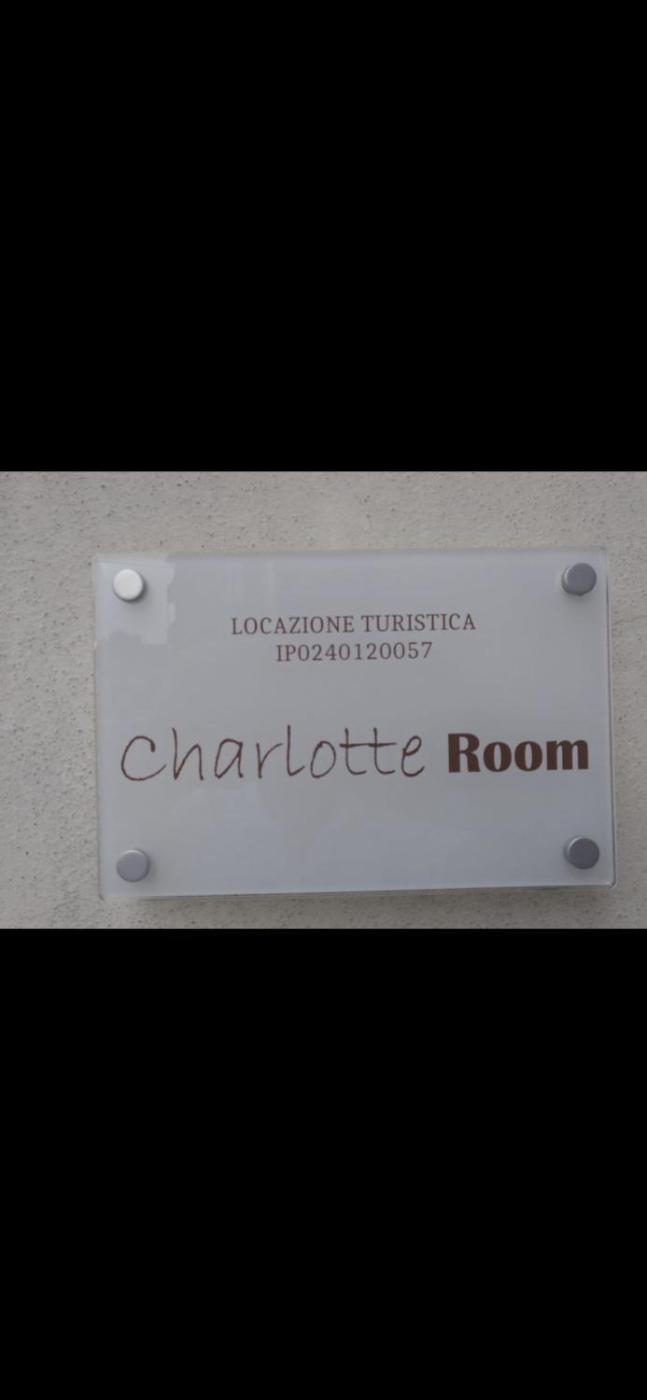 LOCAZIONE TURISTICA
IP0240120057
Charlotte Room